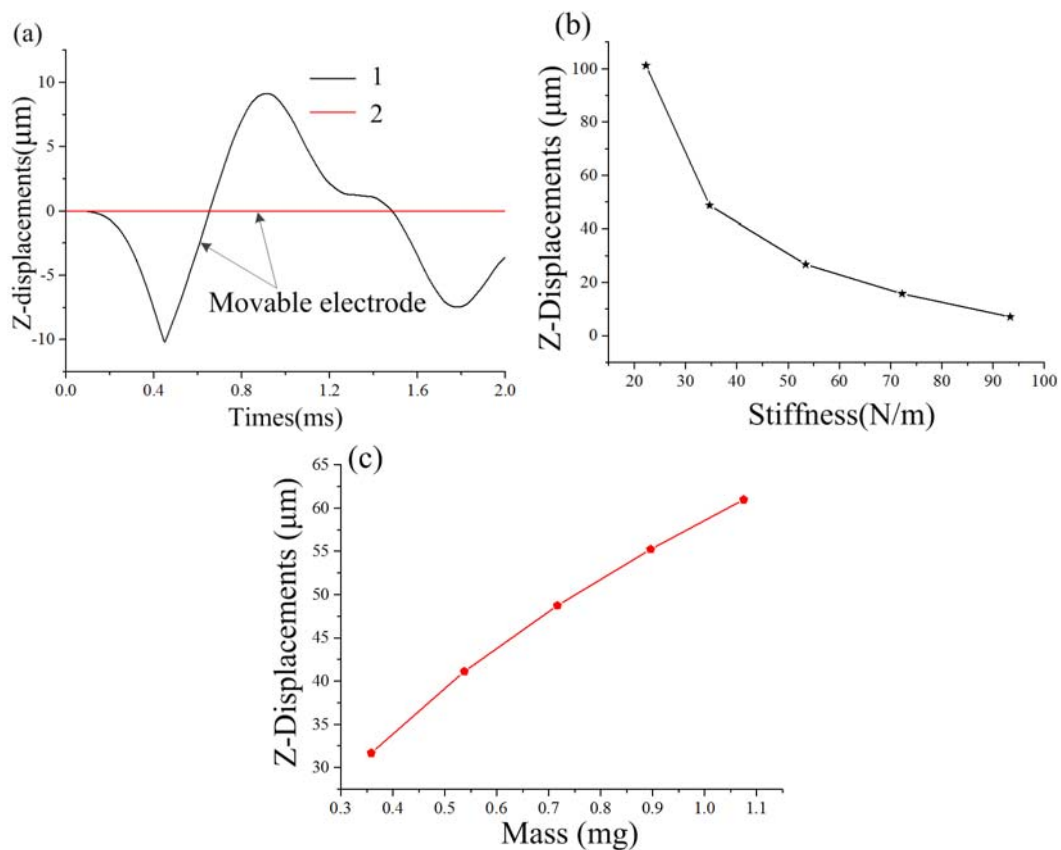 (a)
10
5
0
-5
-10
Z-displacements(μm)
1
2
Movable electrode
0.0 0.4 0.8 1.2 1.6 2.0
Times(ms)
(b)
100
80
60
40
20
0
Z-Displacements (μm)
20 30 40 50 60 70 80 90 100
Stiffness(N/m)
(c)
65
60
55
50
45
40
35
30
Z-Displacements (μm)
0.3 0.4 0.5 0.6 0.7 0.8 0.9 1.0 1.1
Mass (mg)